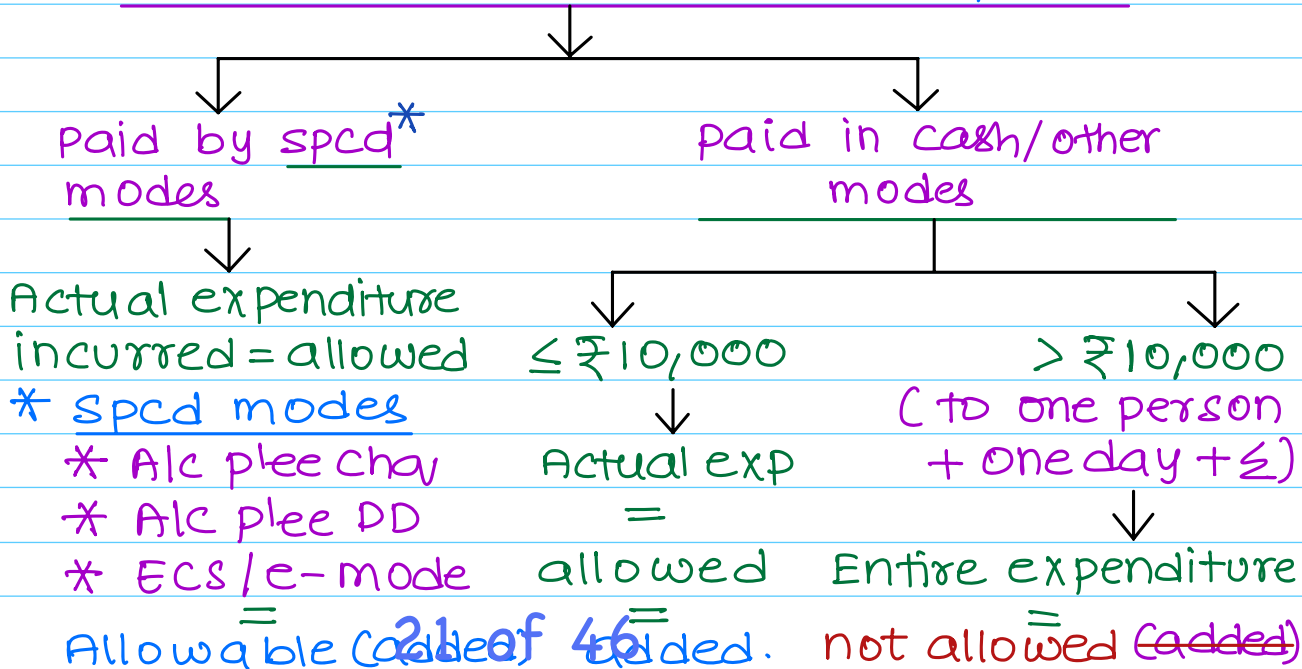 Paid by spcd*
modes
Paid in cash/other
modes
Actual expenditure
incurred = allowed
* spcd modes
* A/c plee chq
* A/c plee DD
* ECS/e-mode
=
Allowable (added)
≤ ₹10,000
Actual exp
=
allowed
=
added.
> ₹10,000
(to one person
+ one day + ≤)
Entire expenditure
=
not allowed (added)
21 of 46